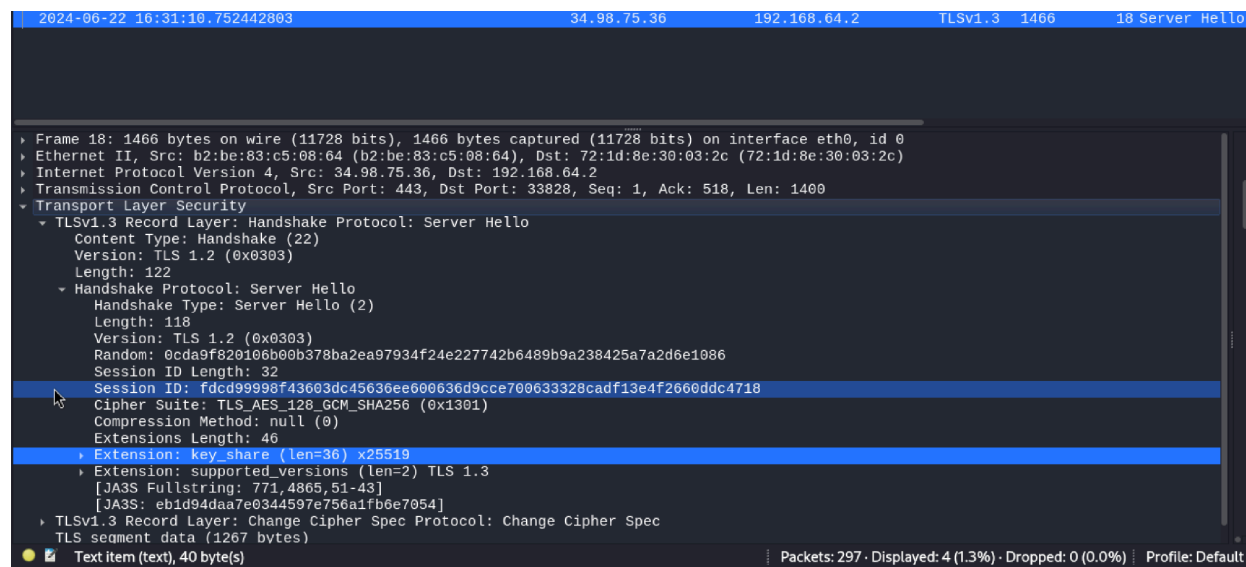 2024-06-22 16:31:10.752442803 34.98.75.36 192.168.64.2 TLSv1.3 1466 18 Server Hello
Frame 18: 1466 bytes on wire (11728 bits), 1466 bytes captured (11728 bits) on interface eth0, id 0
Ethernet II, Src: b2:be:83:c5:08:64 (b2:be:83:c5:08:64), Dst: 72:1d:8e:30:03:2c (72:1d:8e:30:03:2c)
Internet Protocol Version 4, Src: 34.98.75.36, Dst: 192.168.64.2
Transmission Control Protocol, Src Port: 443, Dst Port: 33828, Seq: 1, Ack: 518, Len: 1400
Transport Layer Security
TLSv1.3 Record Layer: Handshake Protocol: Server Hello
Content Type: Handshake (22)
Version: TLS 1.2 (0x0303)
Length: 122
Handshake Protocol: Server Hello
Handshake Type: Server Hello (2)
Length: 118
Version: TLS 1.2 (0x0303)
Random: 0cda9f820106b00b378ba2ea97934f24e227742b6489b9a238425a7a2d6e1086
Session ID Length: 32
Session ID: fdcd99998f43603dc45636ee600636d9cce700633328cadf13e4f2660ddc4718
Cipher Suite: TLS_AES_128_GCM_SHA256 (0x1301)
Compression Method: null (0)
Extensions Length: 46
Extension: key_share (len=36) x25519
Extension: supported_versions (len=2) TLS 1.3
[JA3S Fullstring: 771,4865,51-43]
[JA3S: eb1d94daa7e0344597e756a1fb6e7054]
TLSv1.3 Record Layer: Change Cipher Spec Protocol: Change Cipher Spec
TLS segment data (1267 bytes)
Text item (text), 40 byte(s) Packets: 297 · Displayed: 4 (1.3%) · Dropped: 0 (0.0%) Profile: Default